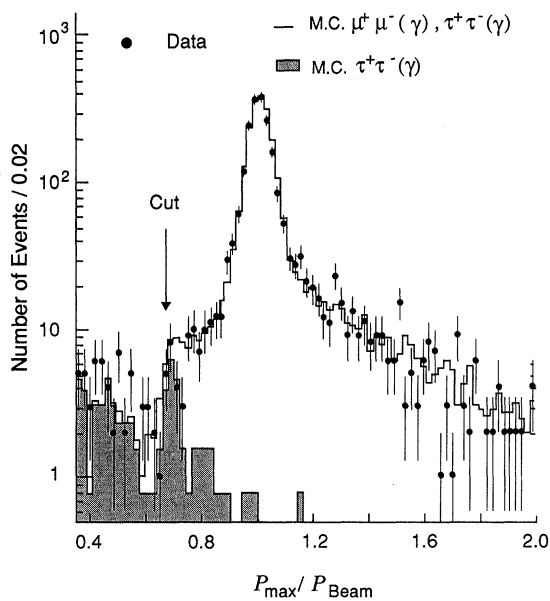 10³
● Data
— M.C. μ⁺ μ⁻(γ) , τ⁺τ⁻(γ)
M.C. τ⁺τ⁻(γ)
Number of Events / 0.02
10²
Cut
10
1
0.4 0.8 1.2 1.6 2.0
P_max / P_Beam